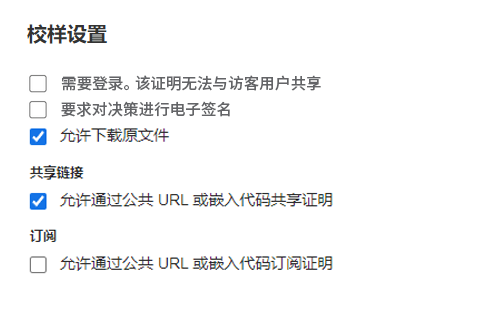 校样设置
需要登录。该证明无法与访客用户共享
要求对决策进行电子签名
允许下载原文件
共享链接
允许通过公共 URL 或嵌入代码共享证明
订阅
允许通过公共 URL 或嵌入代码订阅证明